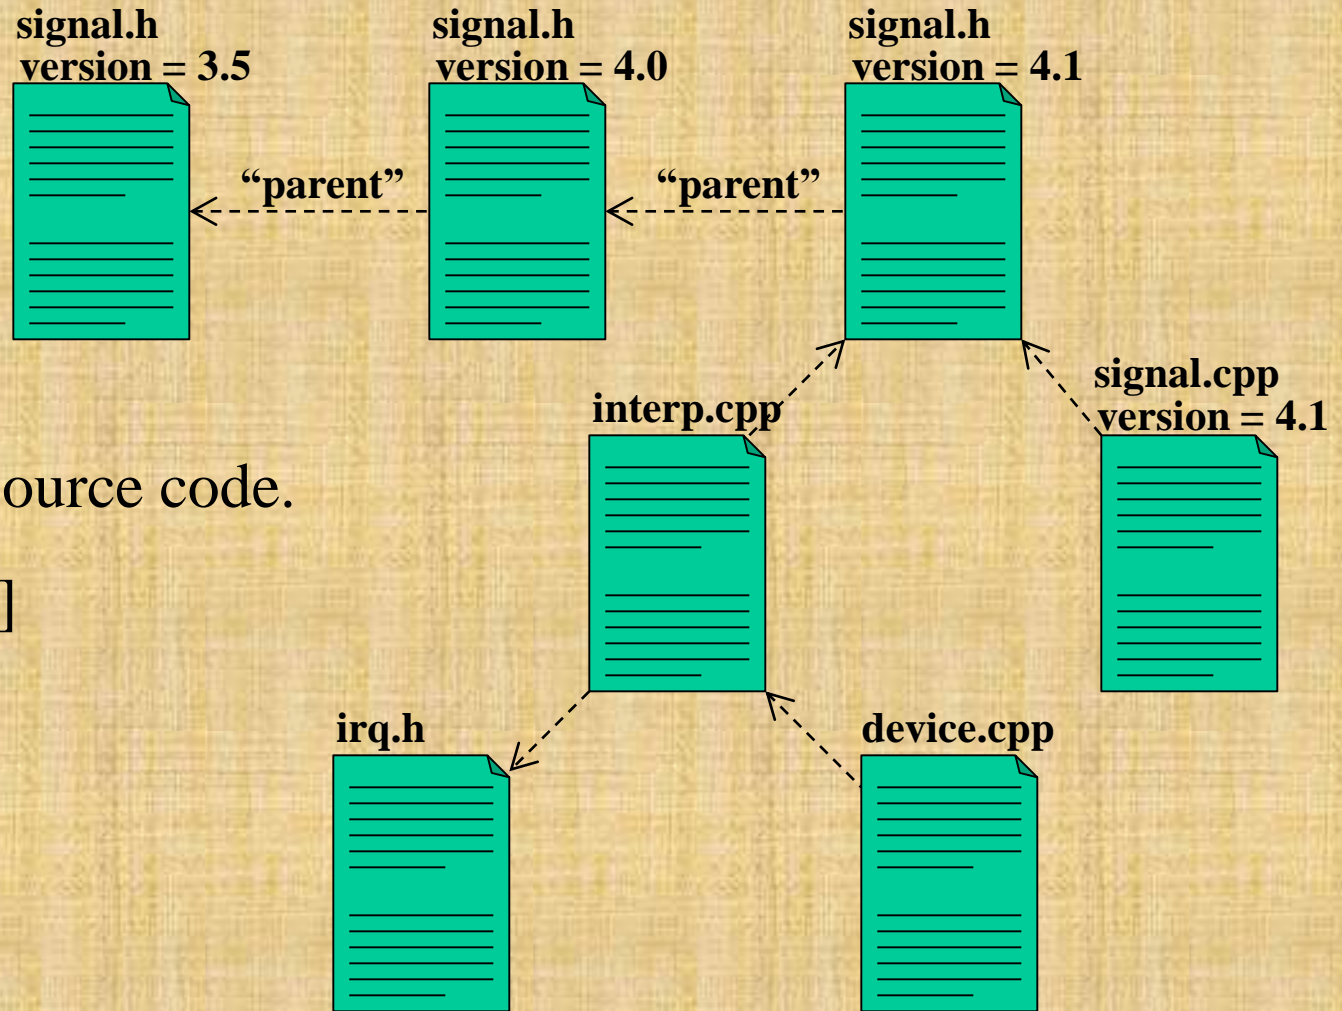 signal.h
version = 3.5
signal.h
version = 4.0
signal.h
version = 4.1
“parent”
“parent”
signal.cpp
version = 4.1
interp.cpp
ource code.
]
irq.h
device.cpp